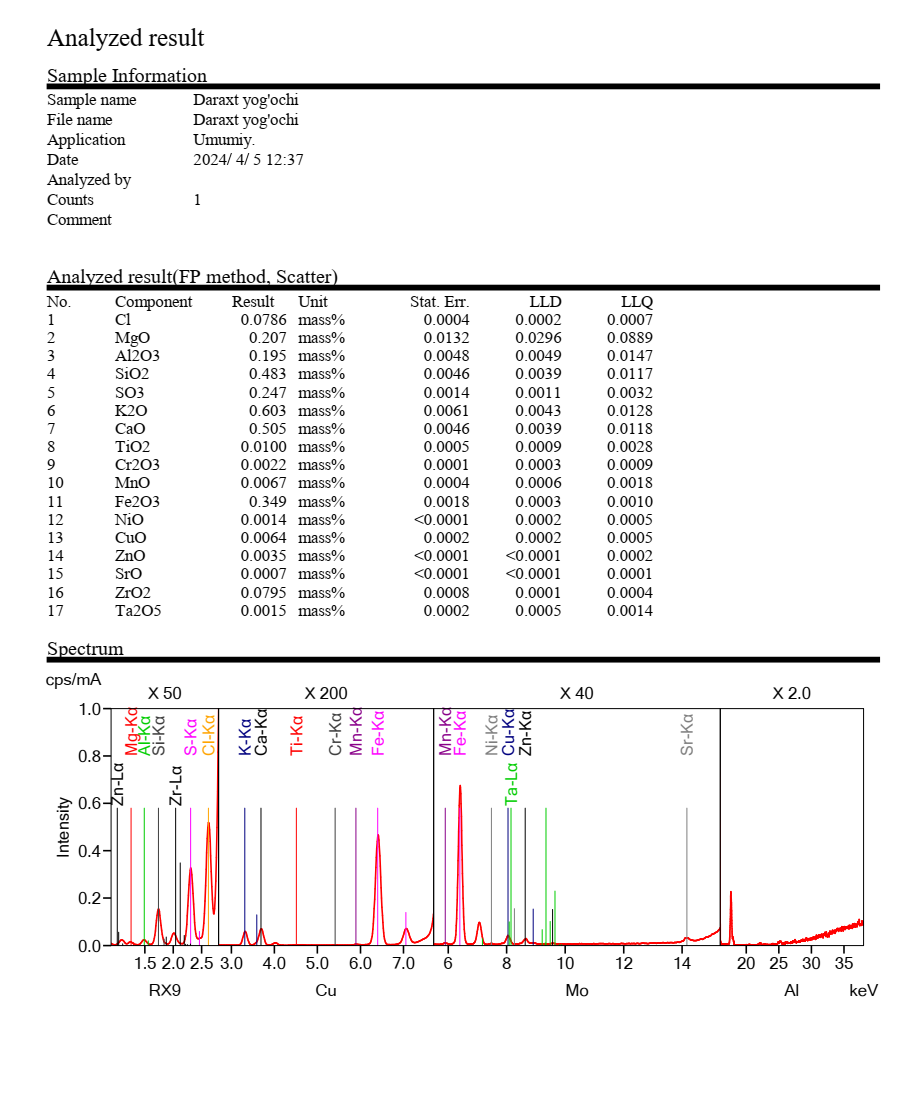 Analyzed result
Sample Information
Sample name Daraxt yog'ochi
File name Daraxt yog'ochi
Application Umumiy.
Date 2024/ 4/ 5 12:37
Analyzed by
Counts 1
Comment
Analyzed result(FP method, Scatter)
No. Component Result Unit Stat. Err. LLD LLQ
1 Cl 0.0786 mass% 0.0004 0.0002 0.0007
2 MgO 0.207 mass% 0.0132 0.0296 0.0889
3 Al2O3 0.195 mass% 0.0048 0.0049 0.0147
4 SiO2 0.483 mass% 0.0046 0.0039 0.0117
5 SO3 0.247 mass% 0.0014 0.0011 0.0032
6 K2O 0.603 mass% 0.0061 0.0043 0.0128
7 CaO 0.505 mass% 0.0046 0.0039 0.0118
8 TiO2 0.0100 mass% 0.0005 0.0009 0.0028
9 Cr2O3 0.0022 mass% 0.0001 0.0003 0.0009
10 MnO 0.0067 mass% 0.0004 0.0006 0.0018
11 Fe2O3 0.349 mass% 0.0018 0.0003 0.0010
12 NiO 0.0014 mass% <0.0001 0.0002 0.0005
13 CuO 0.0064 mass% 0.0002 0.0002 0.0005
14 ZnO 0.0035 mass% <0.0001 <0.0001 0.0002
15 SrO 0.0007 mass% <0.0001 <0.0001 0.0001
16 ZrO2 0.0795 mass% 0.0008 0.0001 0.0004
17 Ta2O5 0.0015 mass% 0.0002 0.0005 0.0014
Spectrum
cps/mA
X 50 X 200 X 40 X 2.0
1.0
0.8
0.6
0.4
0.2
0.0
Intensity
Zn-Lα
Mg-Kα
Al-Kα
Si-Kα
Zr-Lα
S-Kα
Cl-Kα
K-Kα
Ca-Kα
Ti-Kα
Cr-Kα
Mn-Kα
Fe-Kα
Mn-Kα
Fe-Kα
Ni-Kα
Cu-Kα
Ta-Lα
Zn-Kα
Sr-Kα
1.5 2.0 2.5 3.0 4.0 5.0 6.0 7.0 6 8 10 12 14 20 25 30 35
RX9 Cu Mo Al keV